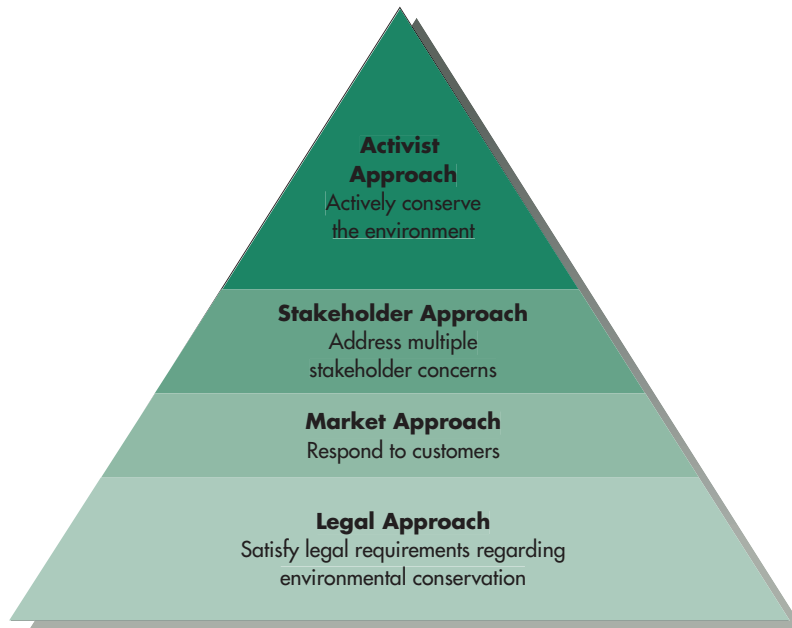 Activist
Approach
Actively conserve
the environment
Stakeholder Approach
Address multiple
stakeholder concerns
Market Approach
Respond to customers
Legal Approach
Satisfy legal requirements regarding
environmental conservation